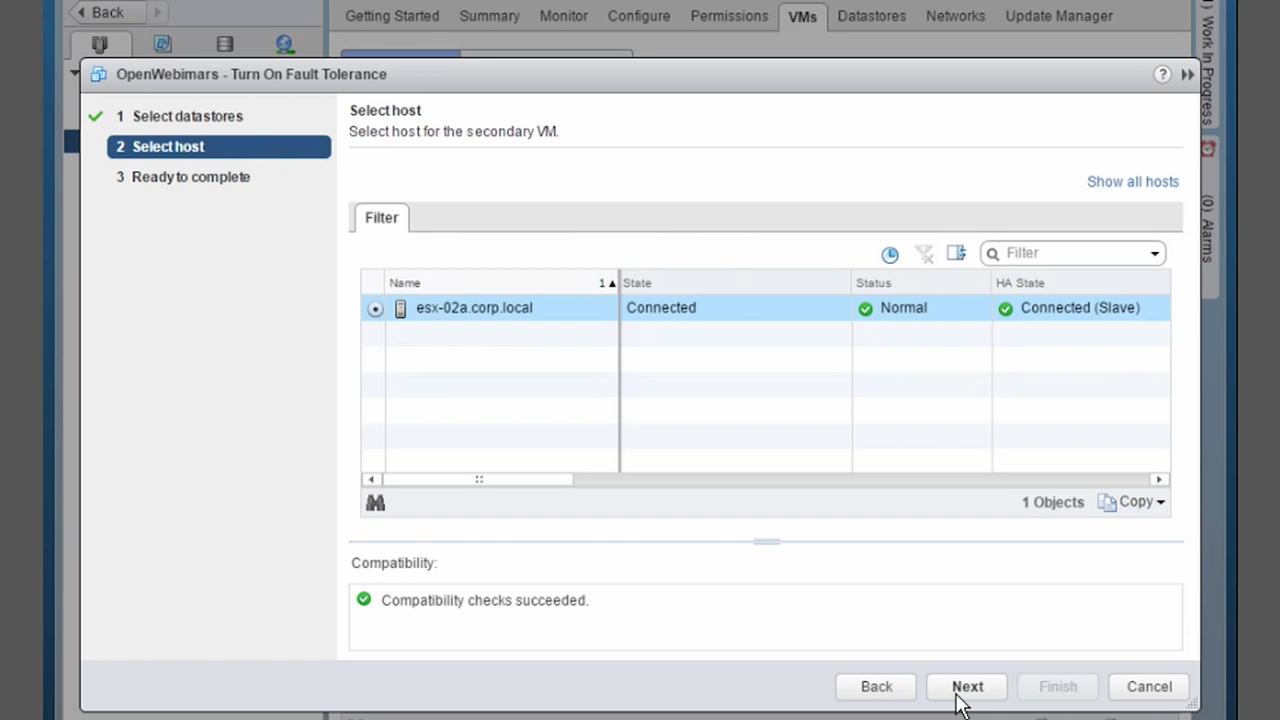 Back
Getting Started Summary Monitor Configure Permissions VMs Datastores Networks Update Manager
OpenWebimars - Turn On Fault Tolerance
?
1 Select datastores
2 Select host
3 Ready to complete
Select host
Select host for the secondary VM.
Show all hosts
Filter
Filter
Name 1 State Status HA State
esx-02a.corp.local Connected Normal Connected (Slave)
1 Objects Copy
Compatibility:
Compatibility checks succeeded.
Back Next Finish Cancel
Work In Progress
(0) Alarms